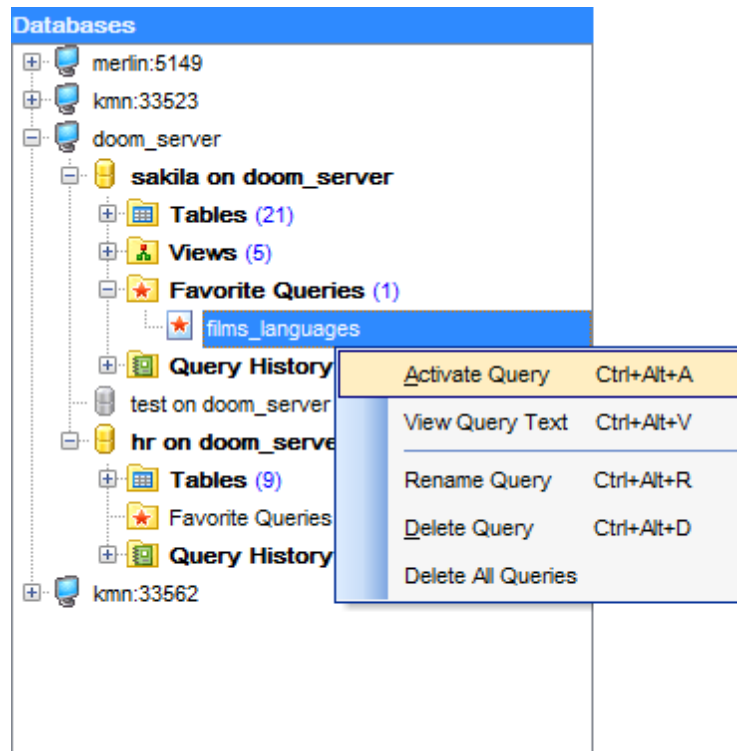 Databases
merlin:5149
kmn:33523
doom_server
sakila on doom_server
Tables (21)
Views (5)
Favorite Queries (1)
films_languages
Query History
Activate Query Ctrl+Alt+A
test on doom_server
View Query Text Ctrl+Alt+V
hr on doom_serve
Tables (9)
Rename Query Ctrl+Alt+R
Favorite Queries
Delete Query Ctrl+Alt+D
Query History
Delete All Queries
kmn:33562